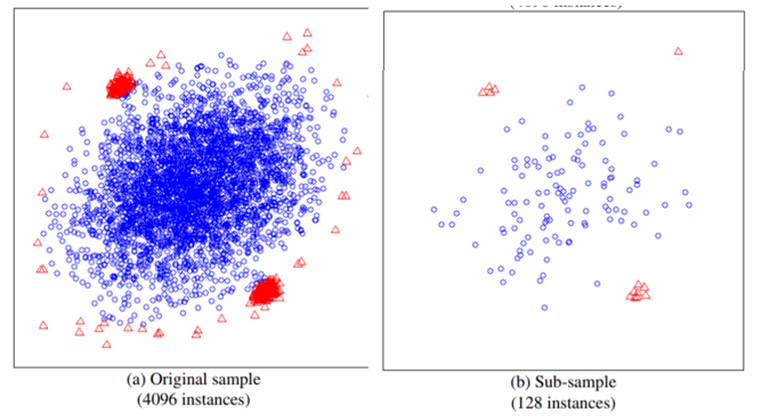 (a) Original sample
(4096 instances)
(b) Sub-sample
(128 instances)